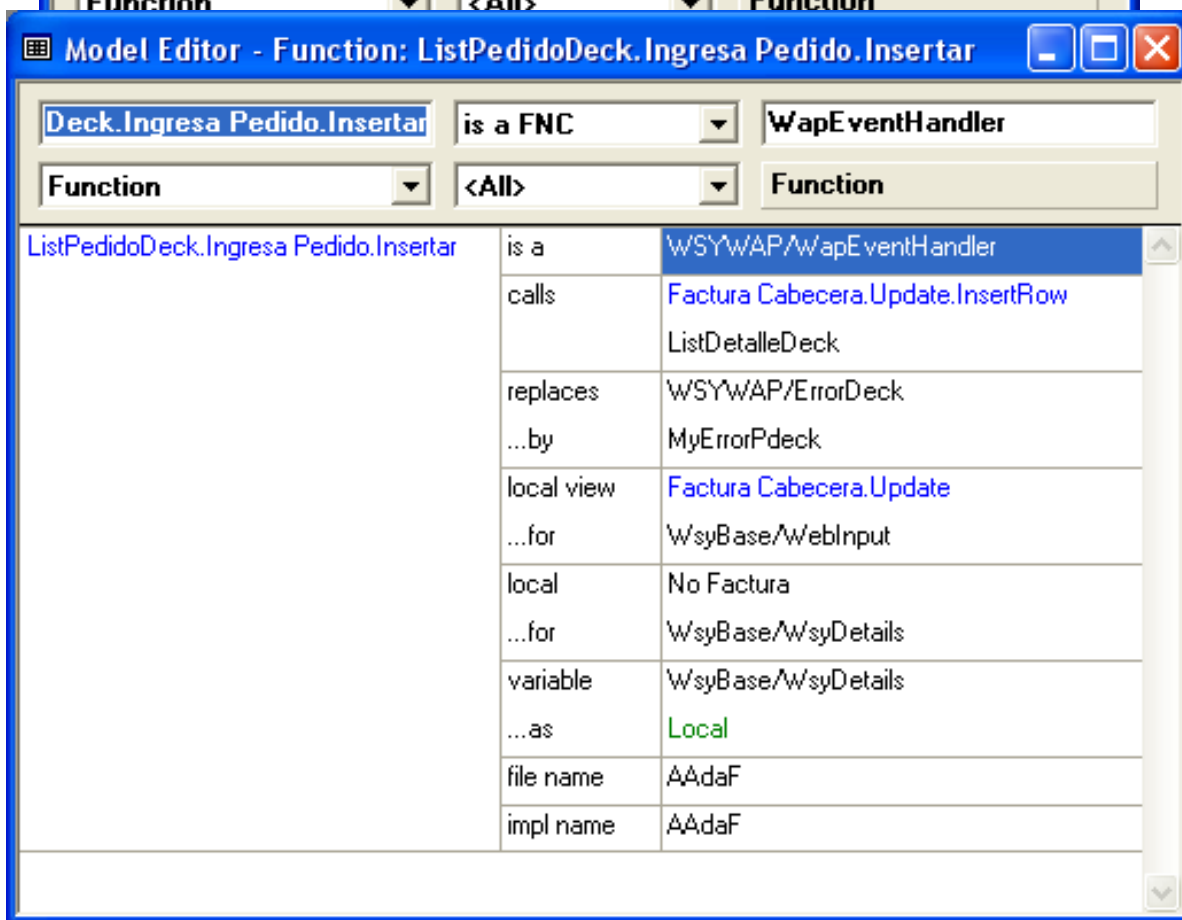 Function <All> Function
Model Editor - Function: ListPedidoDeck.Ingresa Pedido.Insertar
Deck.Ingresa Pedido.Insertar is a FNC WapEventHandler
Function <All> Function
ListPedidoDeck.Ingresa Pedido.Insertar is a WSYWAP/WapEventHandler
calls Factura Cabecera.Update.InsertRow
ListDetalleDeck
replaces WSYWAP/ErrorDeck
...by MyErrorPdeck
local view Factura Cabecera.Update
...for WsyBase/WebInput
local No Factura
...for WsyBase/WsyDetails
variable WsyBase/WsyDetails
...as Local
file name AAdaF
impl name AAdaF